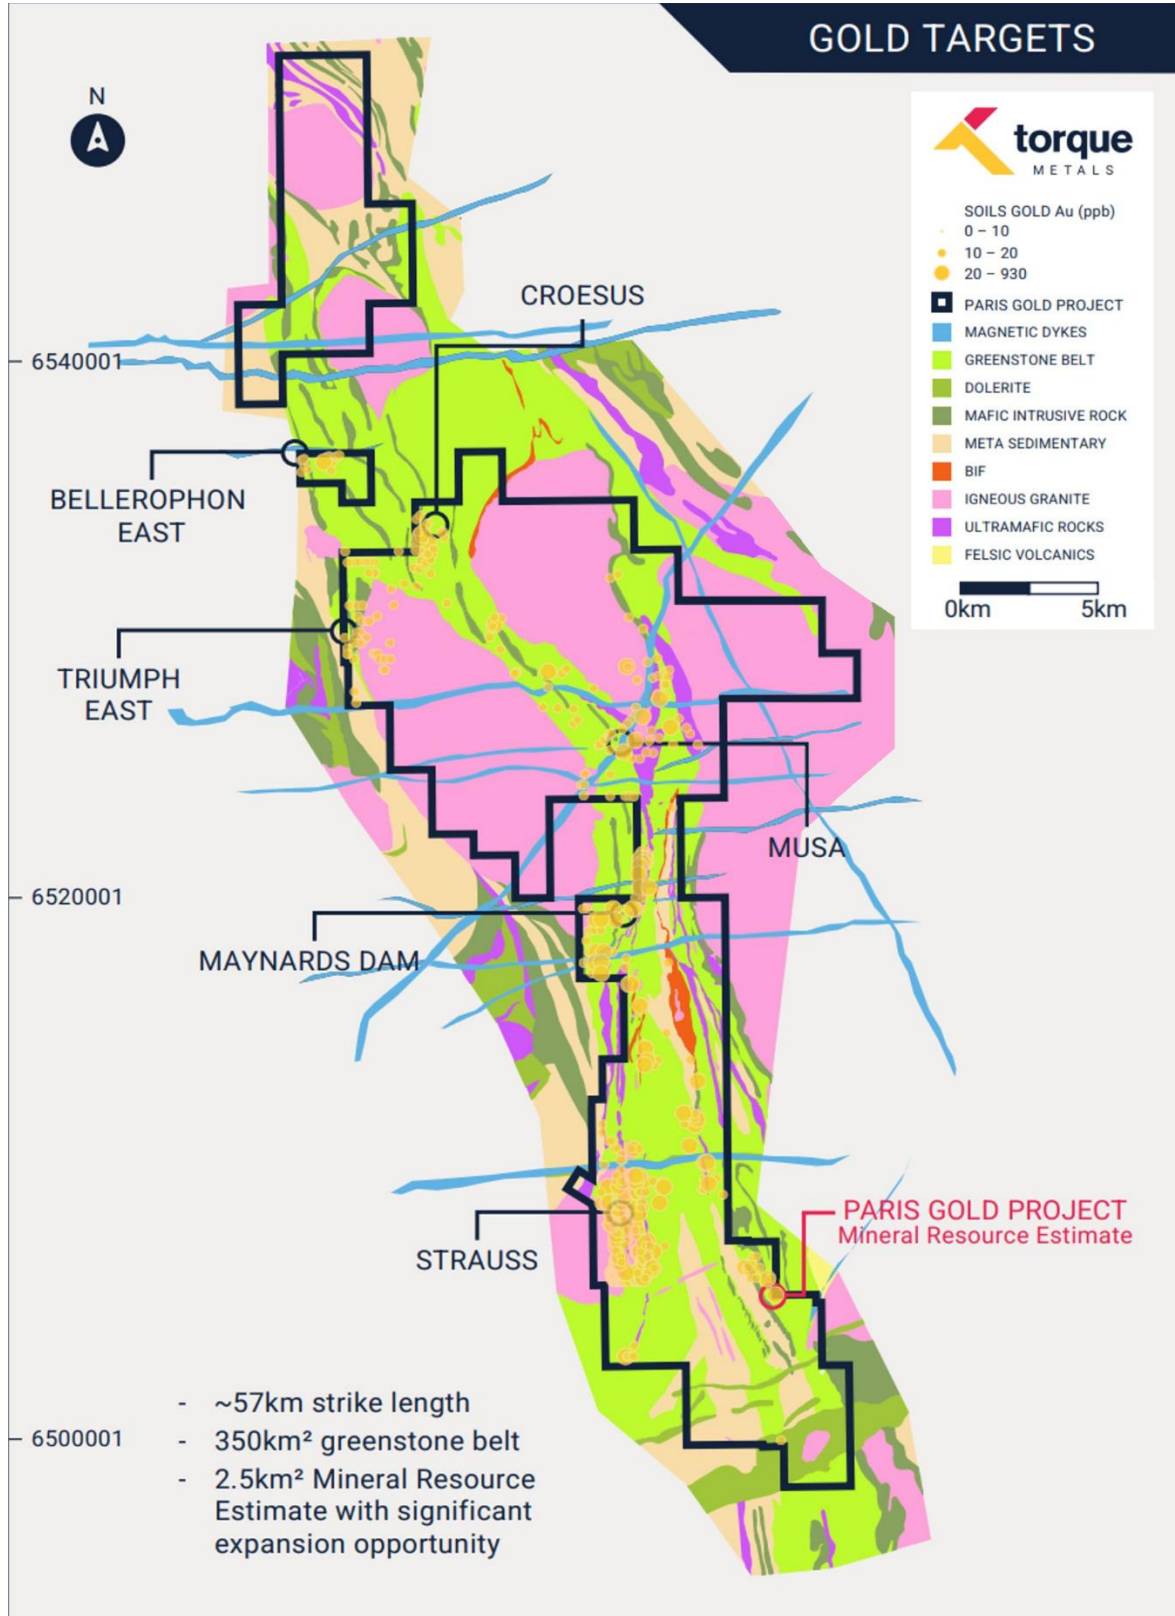 GOLD TARGETS
N
torque
METALS
SOILS GOLD Au (ppb)
0 – 10
10 – 20
20 – 930
PARIS GOLD PROJECT
MAGNETIC DYKES
GREENSTONE BELT
DOLERITE
MAFIC INTRUSIVE ROCK
META SEDIMENTARY
BIF
IGNEOUS GRANITE
ULTRAMAFIC ROCKS
FELSIC VOLCANICS
0km 5km
CROESUS
6540001
BELLEROPHON
EAST
TRIUMPH
EAST
MUSA
6520001
MAYNARDS DAM
PARIS GOLD PROJECT
Mineral Resource Estimate
STRAUSS
- ~57km strike length
6500001
- 350km² greenstone belt
- 2.5km² Mineral Resource
Estimate with significant
expansion opportunity